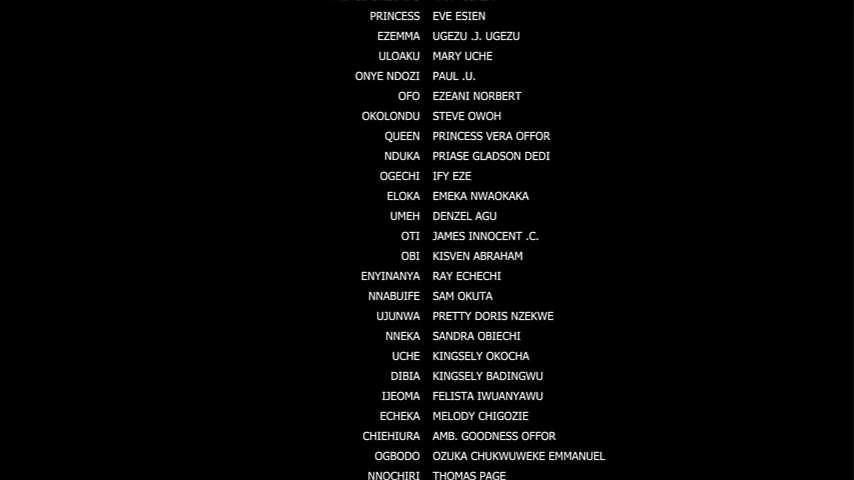 PRINCESS EVE ESIEN
EZEMMA UGEZU .J. UGEZU
ULOAKU MARY UCHE
ONYE NDOZI PAUL .U.
OFO EZEANI NORBERT
OKOLONDU STEVE OWOH
QUEEN PRINCESS VERA OFFOR
NDUKA PRIASE GLADSON DEDI
OGECHI IFY EZE
ELOKA EMEKA NWAOKAKA
UMEH DENZEL AGU
OTI JAMES INNOCENT .C.
OBI KISVEN ABRAHAM
ENYINANYA RAY ECHECHI
NNABUIFE SAM OKUTA
UJUNWA PRETTY DORIS NZEKWE
NNEKA SANDRA OBIECHI
UCHE KINGSELY OKOCHA
DIBIA KINGSELY BADINGWU
IJEOMA FELISTA IWUANYAWU
ECHEKA MELODY CHIGOZIE
CHIEHIURA AMB. GOODNESS OFFOR
OGBODO OZUKA CHUKWUWEKE EMMANUEL
NNOCHIRI THOMAS PAGE